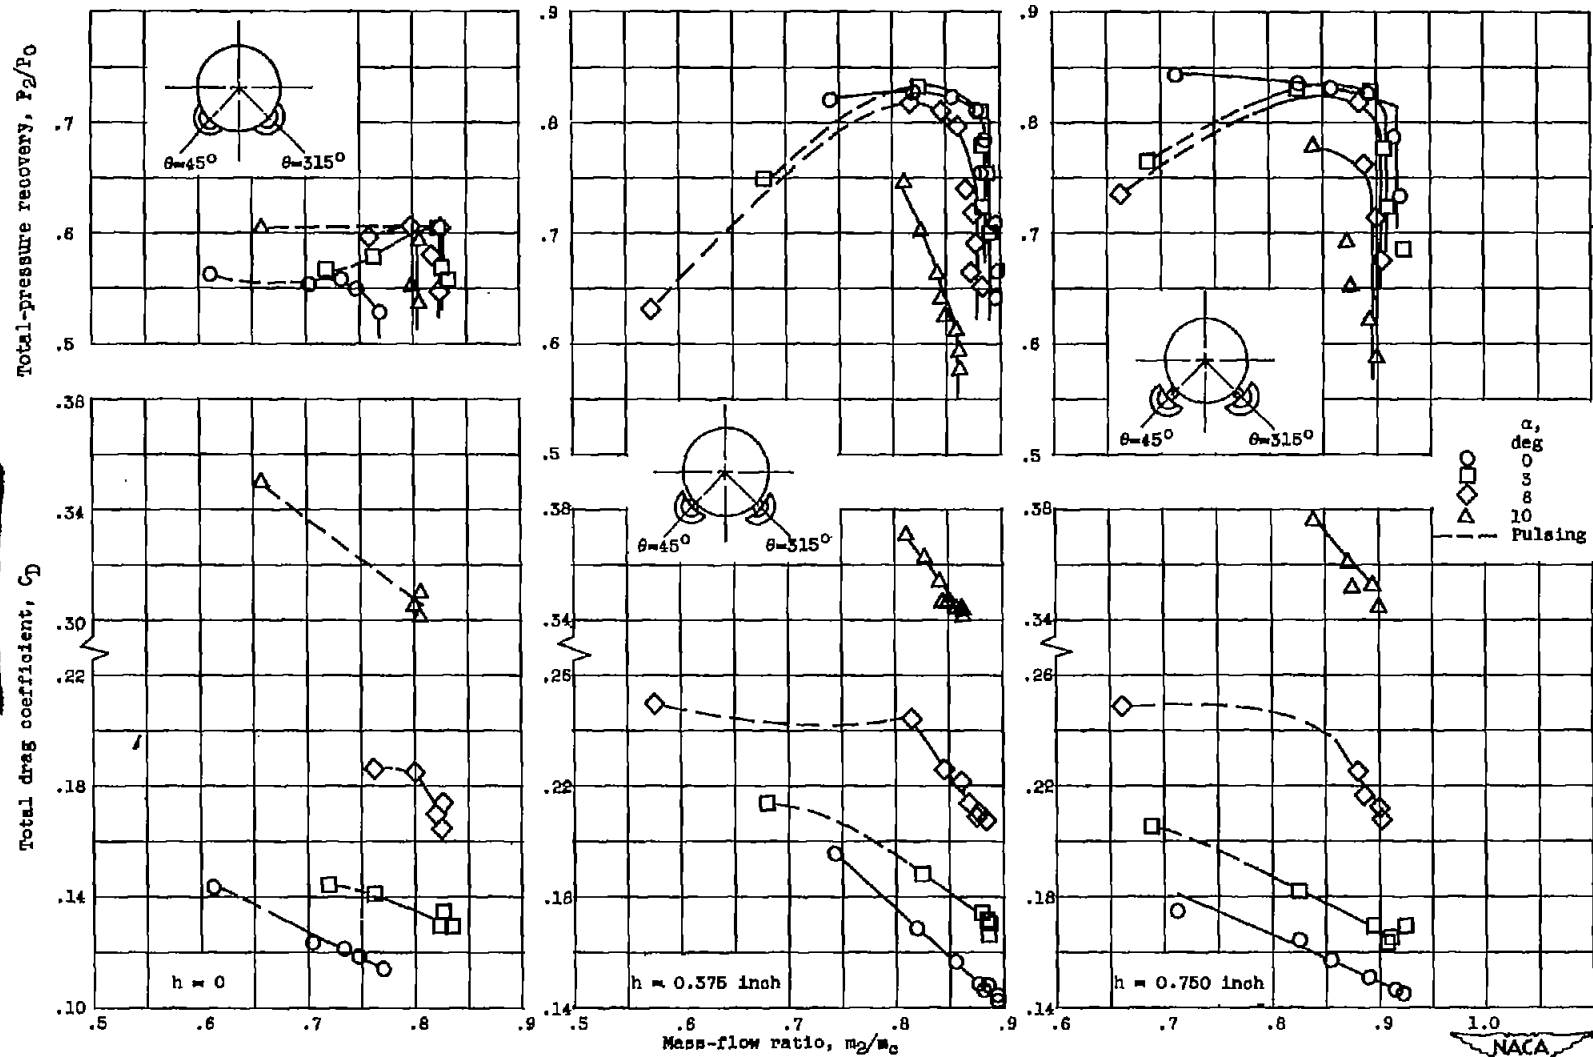 Total-pressure recovery, P2/P0
.7
.6
.5
θ=45° θ=315°
.9
.8
.7
.6
.5
θ=45° θ=315°
.9
.8
.7
.6
.5
θ=45° θ=315°
α,
deg
0
3
8
10
Pulsing
Total drag coefficient, CD
.38
.34
.30
.22
.18
.14
.10
h = 0
.5 .6 .7 .8 .9
.38
.34
.26
.22
.18
.14
h = 0.375 inch
.5 .6 .7 .8 .9
.38
.34
.26
.22
.18
.14
h = 0.750 inch
.6 .7 .8 .9 1.0
Mass-flow ratio, m2/mc
NACA